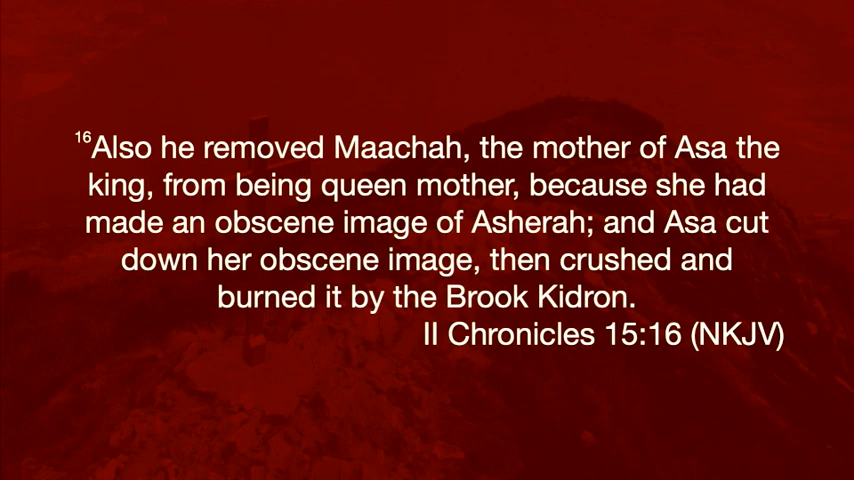 16Also he removed Maachah, the mother of Asa the
king, from being queen mother, because she had
made an obscene image of Asherah; and Asa cut
down her obscene image, then crushed and
burned it by the Brook Kidron.
II Chronicles 15:16 (NKJV)